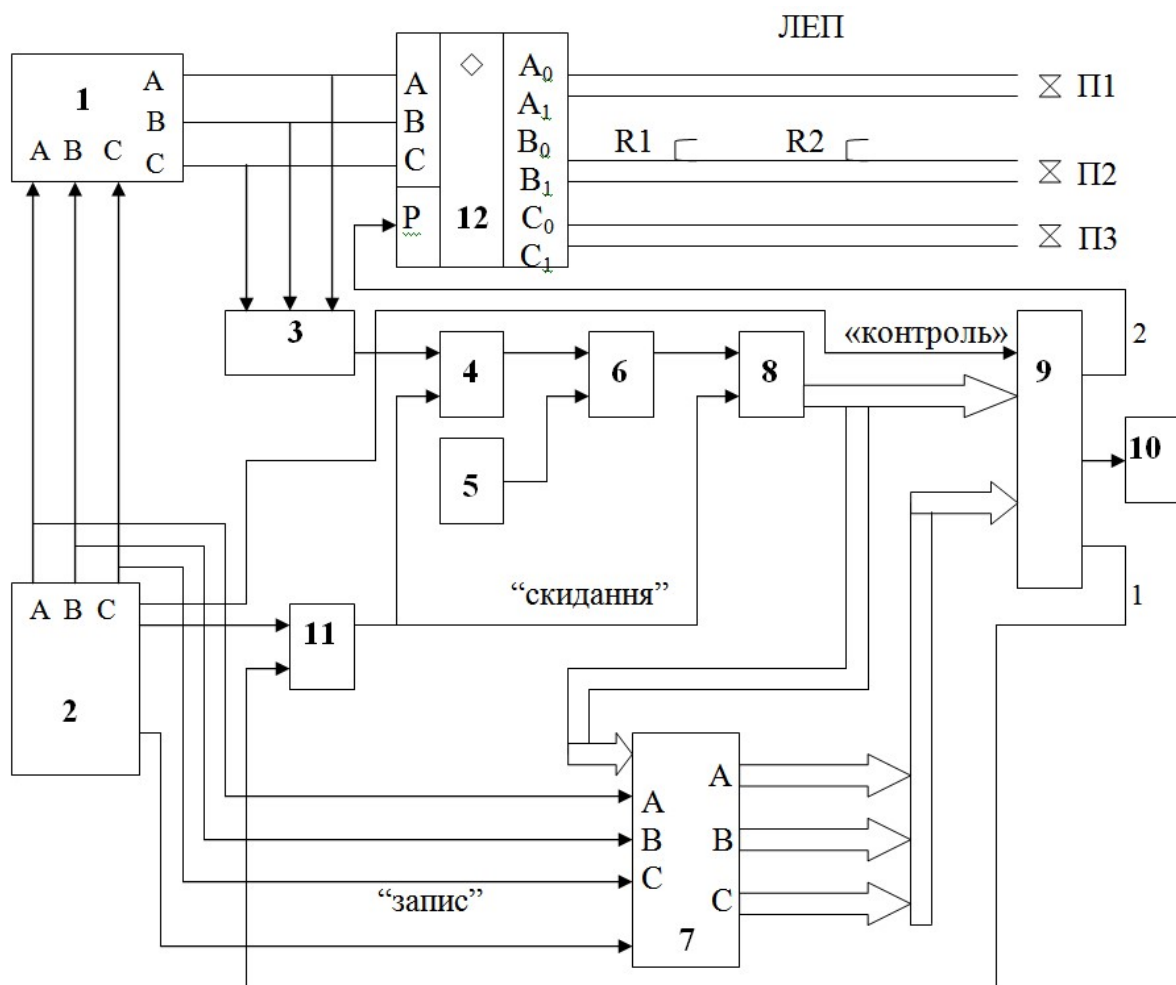 ЛЕП
1
A
B
C
A B C
A
B
C
P
12
A0
A1
B0
B1
C0
C1
R1
R2
П1
П2
П3
3
4
5
6
8
«контроль»
9
2
10
1
A B C
2
11
“скидання”
“запис”
A
B
C
A
B
C
7